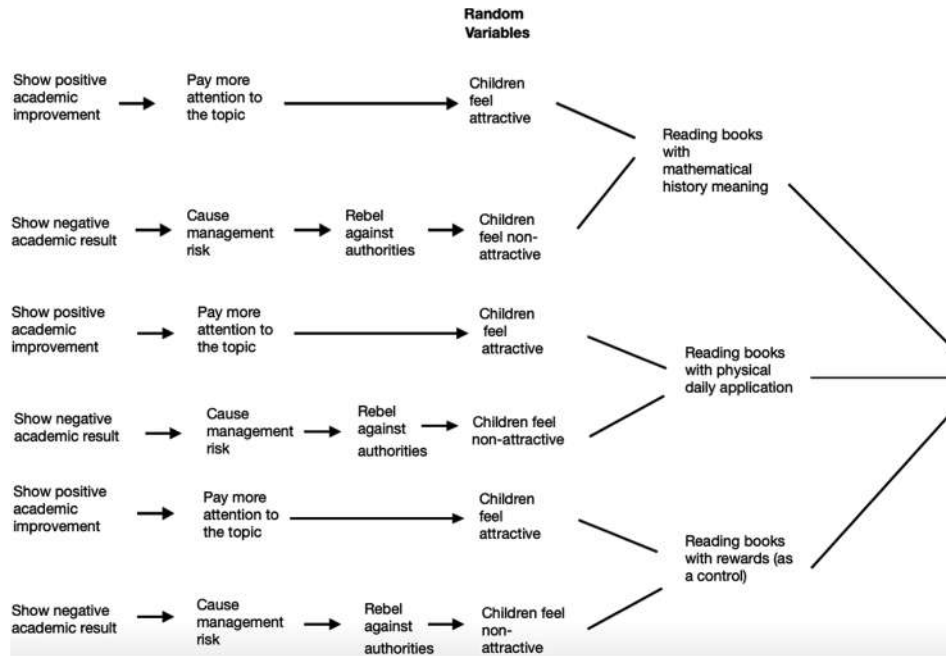 Random
Variables
Show positive
academic
improvement
Pay more
attention to
the topic
Children
feel
attractive
Reading books
with
mathematical
history meaning
Show negative
academic result
Cause
management
risk
Rebel
against
authorities
Children
feel non-
attractive
Show positive
academic
improvement
Pay more
attention to
the topic
Children
feel
attractive
Reading books
with physical
daily application
Show negative
academic result
Cause
management
risk
Rebel
against
authorities
Children feel
non-attractive
Show positive
academic
improvement
Pay more
attention to
the topic
Children
feel
attractive
Reading books
with rewards (as
a control)
Show negative
academic result
Cause
management
risk
Rebel
against
authorities
Children feel
non-
attractive